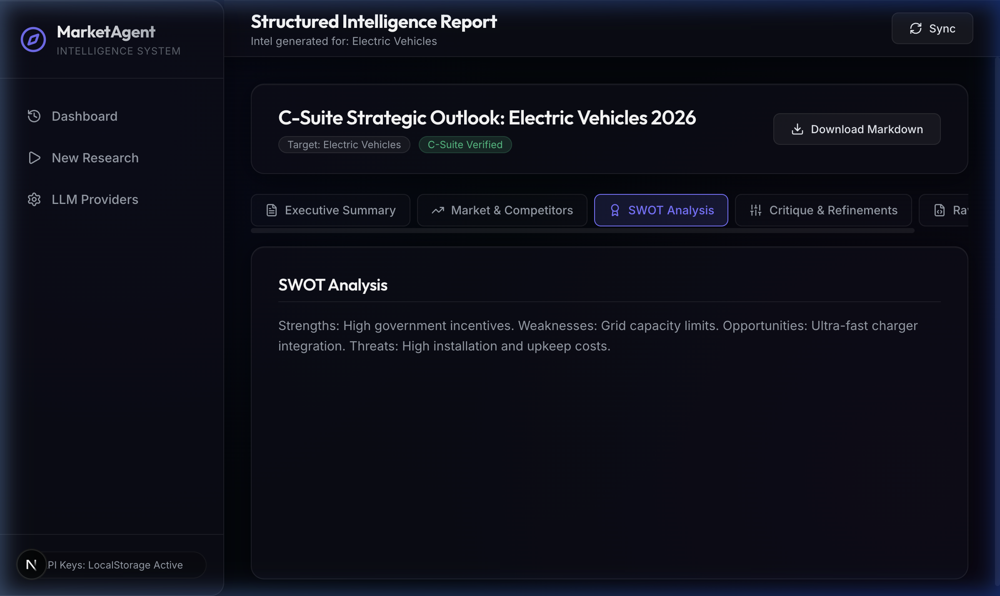 MarketAgent
INTELLIGENCE SYSTEM
Dashboard
New Research
LLM Providers
N
PI Keys: LocalStorage Active
Structured Intelligence Report
Intel generated for: Electric Vehicles
Sync
C-Suite Strategic Outlook: Electric Vehicles 2026
Target: Electric Vehicles
C-Suite Verified
Download Markdown
Executive Summary
Market & Competitors
SWOT Analysis
Critique & Refinements
SWOT Analysis
Strengths: High government incentives. Weaknesses: Grid capacity limits. Opportunities: Ultra-fast charger
integration. Threats: High installation and upkeep costs.